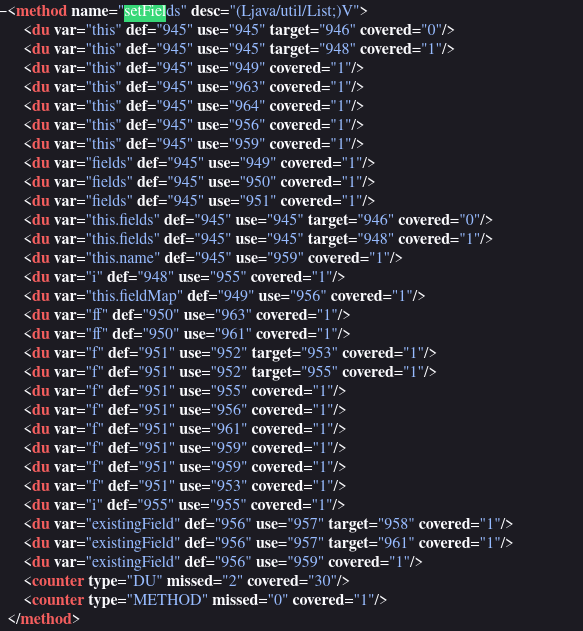 −<method name="setFields" desc="(Ljava/util/List;)V">
<du var="this" def="945" use="945" target="946" covered="0"/>
<du var="this" def="945" use="945" target="948" covered="1"/>
<du var="this" def="945" use="949" covered="1"/>
<du var="this" def="945" use="963" covered="1"/>
<du var="this" def="945" use="964" covered="1"/>
<du var="this" def="945" use="956" covered="1"/>
<du var="this" def="945" use="959" covered="1"/>
<du var="fields" def="945" use="949" covered="1"/>
<du var="fields" def="945" use="950" covered="1"/>
<du var="fields" def="945" use="951" covered="1"/>
<du var="this.fields" def="945" use="945" target="946" covered="0"/>
<du var="this.fields" def="945" use="945" target="948" covered="1"/>
<du var="this.name" def="945" use="959" covered="1"/>
<du var="i" def="948" use="955" covered="1"/>
<du var="this.fieldMap" def="949" use="956" covered="1"/>
<du var="ff" def="950" use="963" covered="1"/>
<du var="ff" def="950" use="961" covered="1"/>
<du var="f" def="951" use="952" target="953" covered="1"/>
<du var="f" def="951" use="952" target="955" covered="1"/>
<du var="f" def="951" use="955" covered="1"/>
<du var="f" def="951" use="956" covered="1"/>
<du var="f" def="951" use="961" covered="1"/>
<du var="f" def="951" use="959" covered="1"/>
<du var="f" def="951" use="959" covered="1"/>
<du var="f" def="951" use="953" covered="1"/>
<du var="i" def="955" use="955" covered="1"/>
<du var="existingField" def="956" use="957" target="958" covered="1"/>
<du var="existingField" def="956" use="957" target="961" covered="1"/>
<du var="existingField" def="956" use="959" covered="1"/>
<counter type="DU" missed="2" covered="30"/>
<counter type="METHOD" missed="0" covered="1"/>
</method>